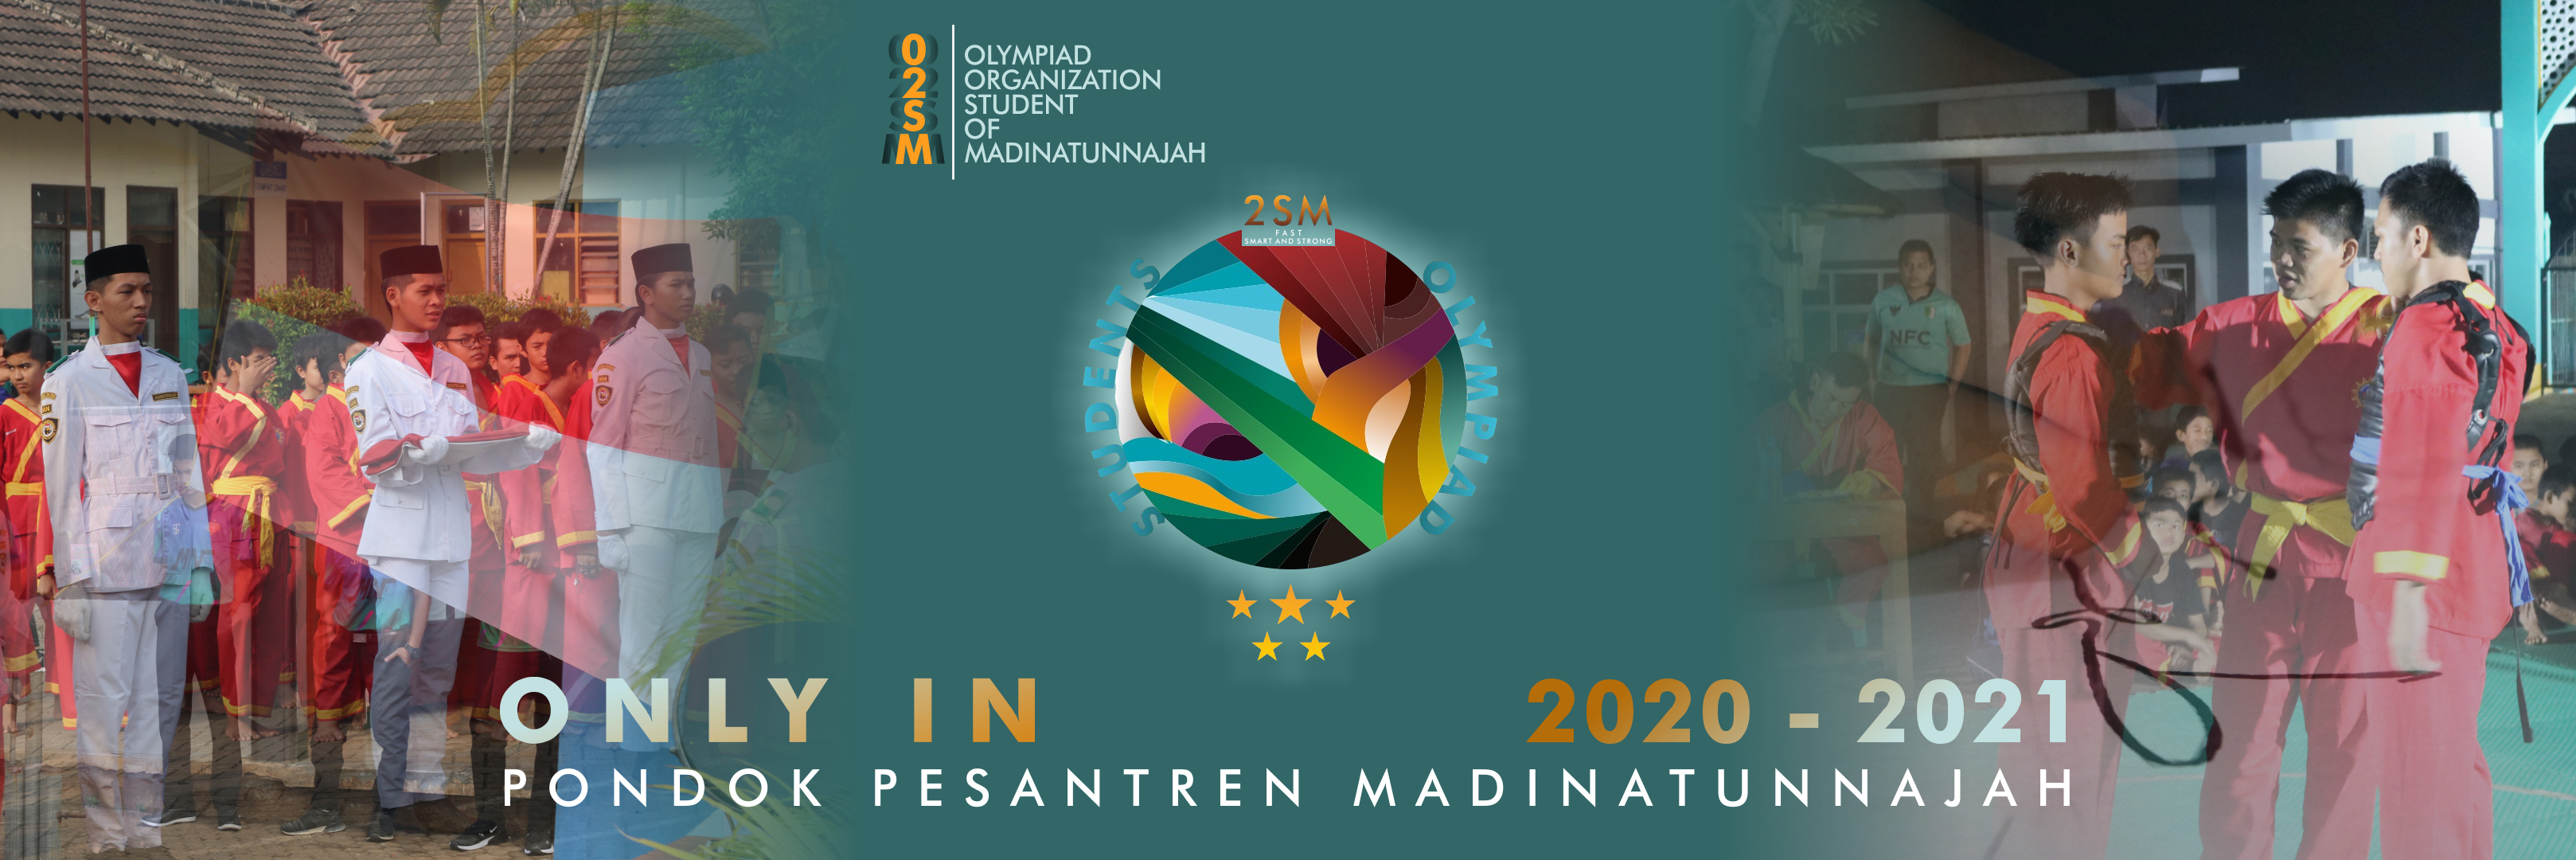 O
2
S
M
OLYMPIAD
ORGANIZATION
STUDENT
OF
MADINATUNNAJAH
2SM
FAST
SMART AND STRONG
STUDENTS
OLYMPIAD
NFC
ONLY IN
2020 - 2021
PONDOK PESANTREN MADINATUNNAJAH